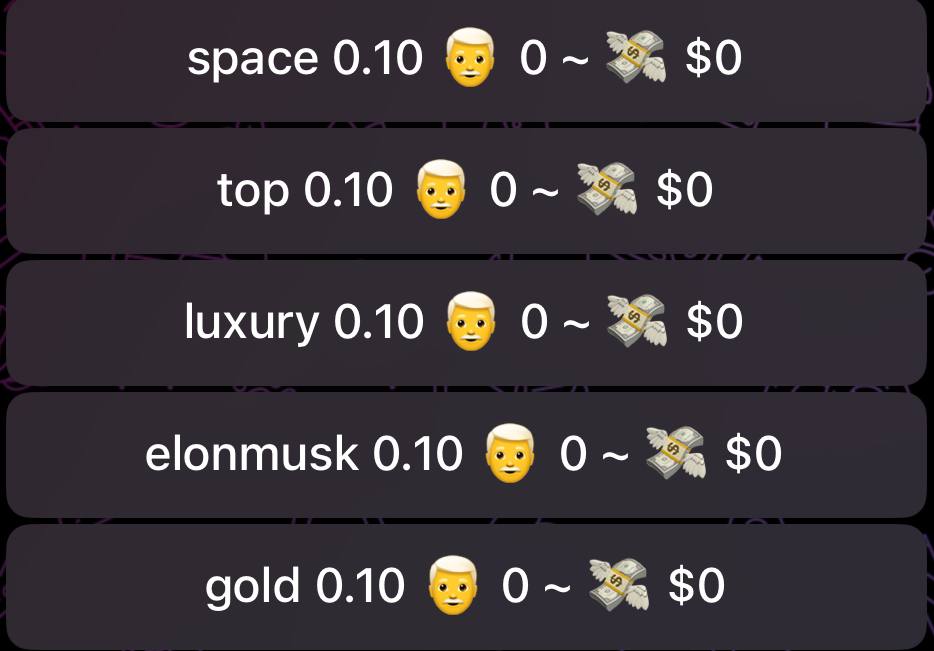 space 0.10 👨‍🦳 0 ~ 💸 $0
top 0.10 👨‍🦳 0 ~ 💸 $0
luxury 0.10 👨‍🦳 0 ~ 💸 $0
elonmusk 0.10 👨‍🦳 0 ~ 💸 $0
gold 0.10 👨‍🦳 0 ~ 💸 $0